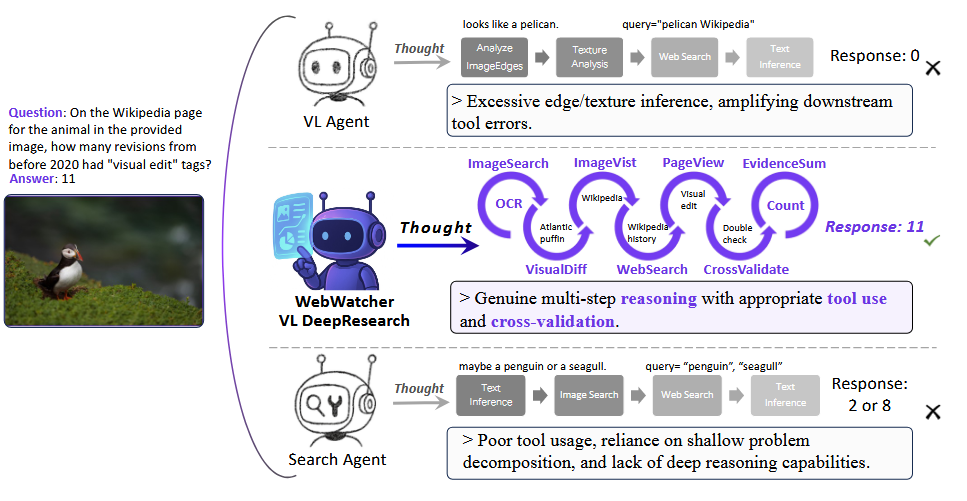 Question: On the Wikipedia page
for the animal in the provided
image, how many revisions from
before 2020 had "visual edit" tags?
Answer: 11
VL Agent
Thought
looks like a pelican.
query="pelican Wikipedia"
Analyze
ImageEdges
Texture
Analysis
Web Search
Text
Inference
Response: 0
> Excessive edge/texture inference, amplifying downstream
tool errors.
WebWatcher
VL DeepResearch
Thought
ImageSearch
ImageVist
PageView
EvidenceSum
OCR
Wikipedia
Visual
edit
Count
Atlantic
puffin
Wikipedia
history
Double
check
VisualDiff
WebSearch
CrossValidate
Response: 11
> Genuine multi-step reasoning with appropriate tool use
and cross-validation.
Search Agent
Thought
maybe a penguin or a seagull.
query= “penguin”, “seagull”
Text
Inference
Image Search
Web Search
Text
Inference
Response:
2 or 8
> Poor tool usage, reliance on shallow problem
decomposition, and lack of deep reasoning capabilities.